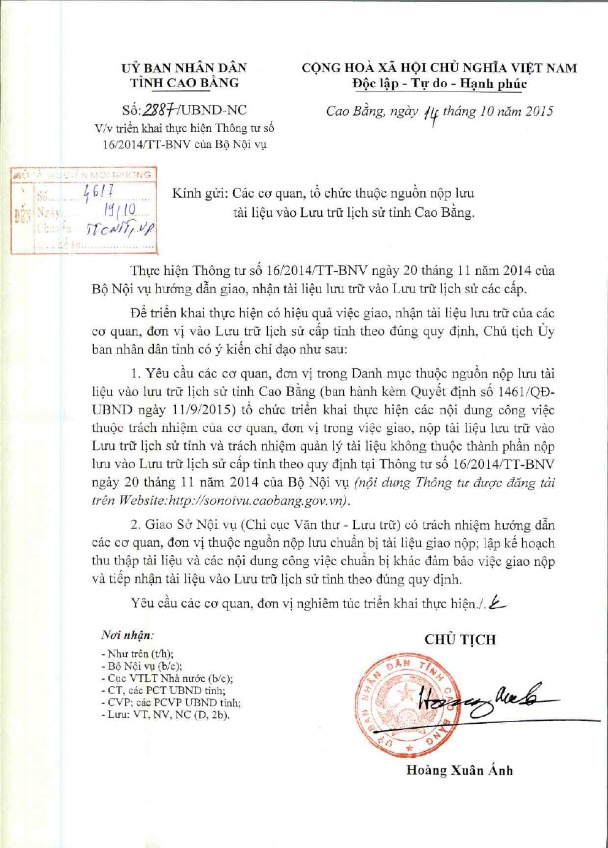 ỦY BAN NHÂN DÂN
TỈNH CAO BẰNG
CỘNG HOÀ XÃ HỘI CHỦ NGHĨA VIỆT NAM
Độc lập - Tự do - Hạnh phúc
Số: 2887/UBND-NC
V/v triển khai thực hiện Thông tư số
16/2014/TT-BNV của Bộ Nội vụ
Cao Bằng, ngày 14 tháng 10 năm 2015
ĐẾN
Số 4617
Ngày 19/10
Chuyển TTCNTT, VP
Kính gửi: Các cơ quan, tổ chức thuộc nguồn nộp lưu
tài liệu vào Lưu trữ lịch sử tỉnh Cao Bằng.
Thực hiện Thông tư số 16/2014/TT-BNV ngày 20 tháng 11 năm 2014 của
Bộ Nội vụ hướng dẫn giao, nhận tài liệu lưu trữ vào Lưu trữ lịch sử các cấp.
Để triển khai thực hiện có hiệu quả việc giao, nhận tài liệu lưu trữ của các
cơ quan, đơn vị vào Lưu trữ lịch sử cấp tỉnh theo đúng quy định, Chủ tịch Ủy
ban nhân dân tỉnh có ý kiến chỉ đạo như sau:
1. Yêu cầu các cơ quan, đơn vị trong Danh mục thuộc nguồn nộp lưu tài
liệu vào lưu trữ lịch sử tỉnh Cao Bằng (ban hành kèm Quyết định số 1461/QĐ-
UBND ngày 11/9/2015) tổ chức triển khai thực hiện các nội dung công việc
thuộc trách nhiệm của cơ quan, đơn vị trong việc giao, nộp tài liệu lưu trữ vào
Lưu trữ lịch sử tỉnh và trách nhiệm quản lý tài liệu không thuộc thành phần nộp
lưu vào Lưu trữ lịch sử cấp tỉnh theo quy định tại Thông tư số 16/2014/TT-BNV
ngày 20 tháng 11 năm 2014 của Bộ Nội vụ (nội dung Thông tư được đăng tải
trên Website:http://sonoivu.caobang.gov.vn).
2. Giao Sở Nội vụ (Chi cục Văn thư - Lưu trữ) có trách nhiệm hướng dẫn
các cơ quan, đơn vị thuộc nguồn nộp lưu chuẩn bị tài liệu giao nộp; lập kế hoạch
thu thập tài liệu và các nội dung công việc chuẩn bị khác đảm bảo việc giao nộp
và tiếp nhận tài liệu vào Lưu trữ lịch sử tỉnh theo đúng quy định.
Yêu cầu các cơ quan, đơn vị nghiêm túc triển khai thực hiện./.
Nơi nhận:
- Như trên (t/h);
- Bộ Nội vụ (b/c);
- Cục VTLT Nhà nước (b/c);
- CT, các PCT UBND tỉnh;
- CVP; các PCVP UBND tỉnh;
- Lưu: VT, NV, NC (D, 2b).
CHỦ TỊCH
ỦY BAN NHÂN DÂN TỈNH CAO BẰNG
Hoàng Xuân Ánh